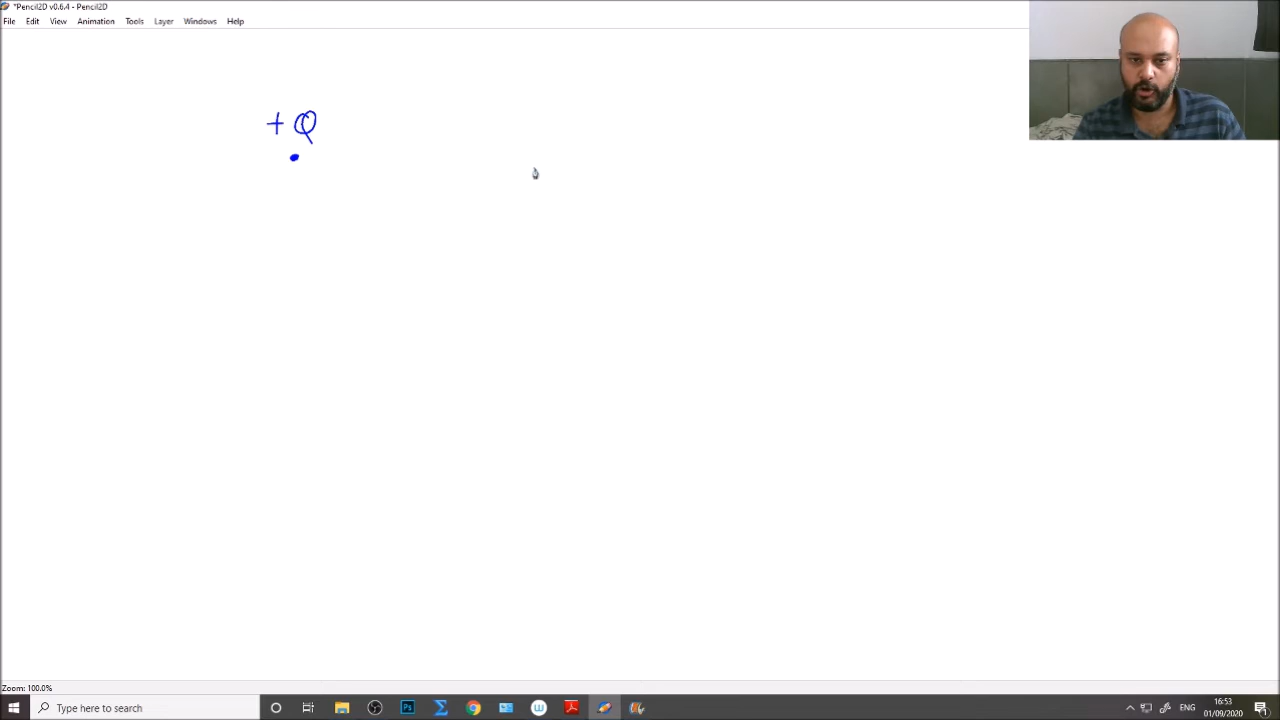 *Pencil2D v0.6.4 - Pencil2D
File Edit View Animation Tools Layer Windows Help
+Q
Zoom: 100.0%
Type here to search
Ps
W
ENG
16:53
01/09/2020